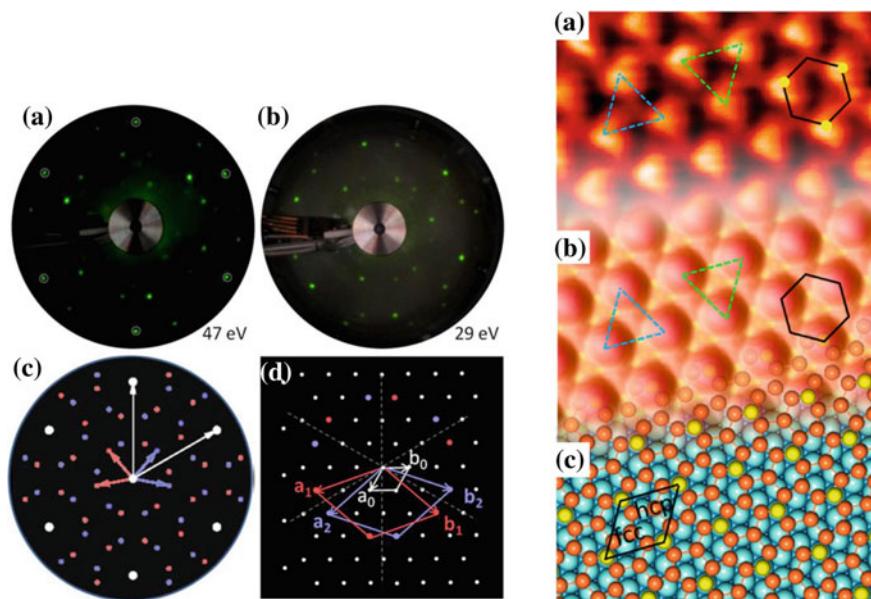 (a)
(b)
47 eV
29 eV
(c)
(d)
b₀
a₁
a₀
b₂
a₂
b₁
(a)
(b)
(c)
hcp
fcc